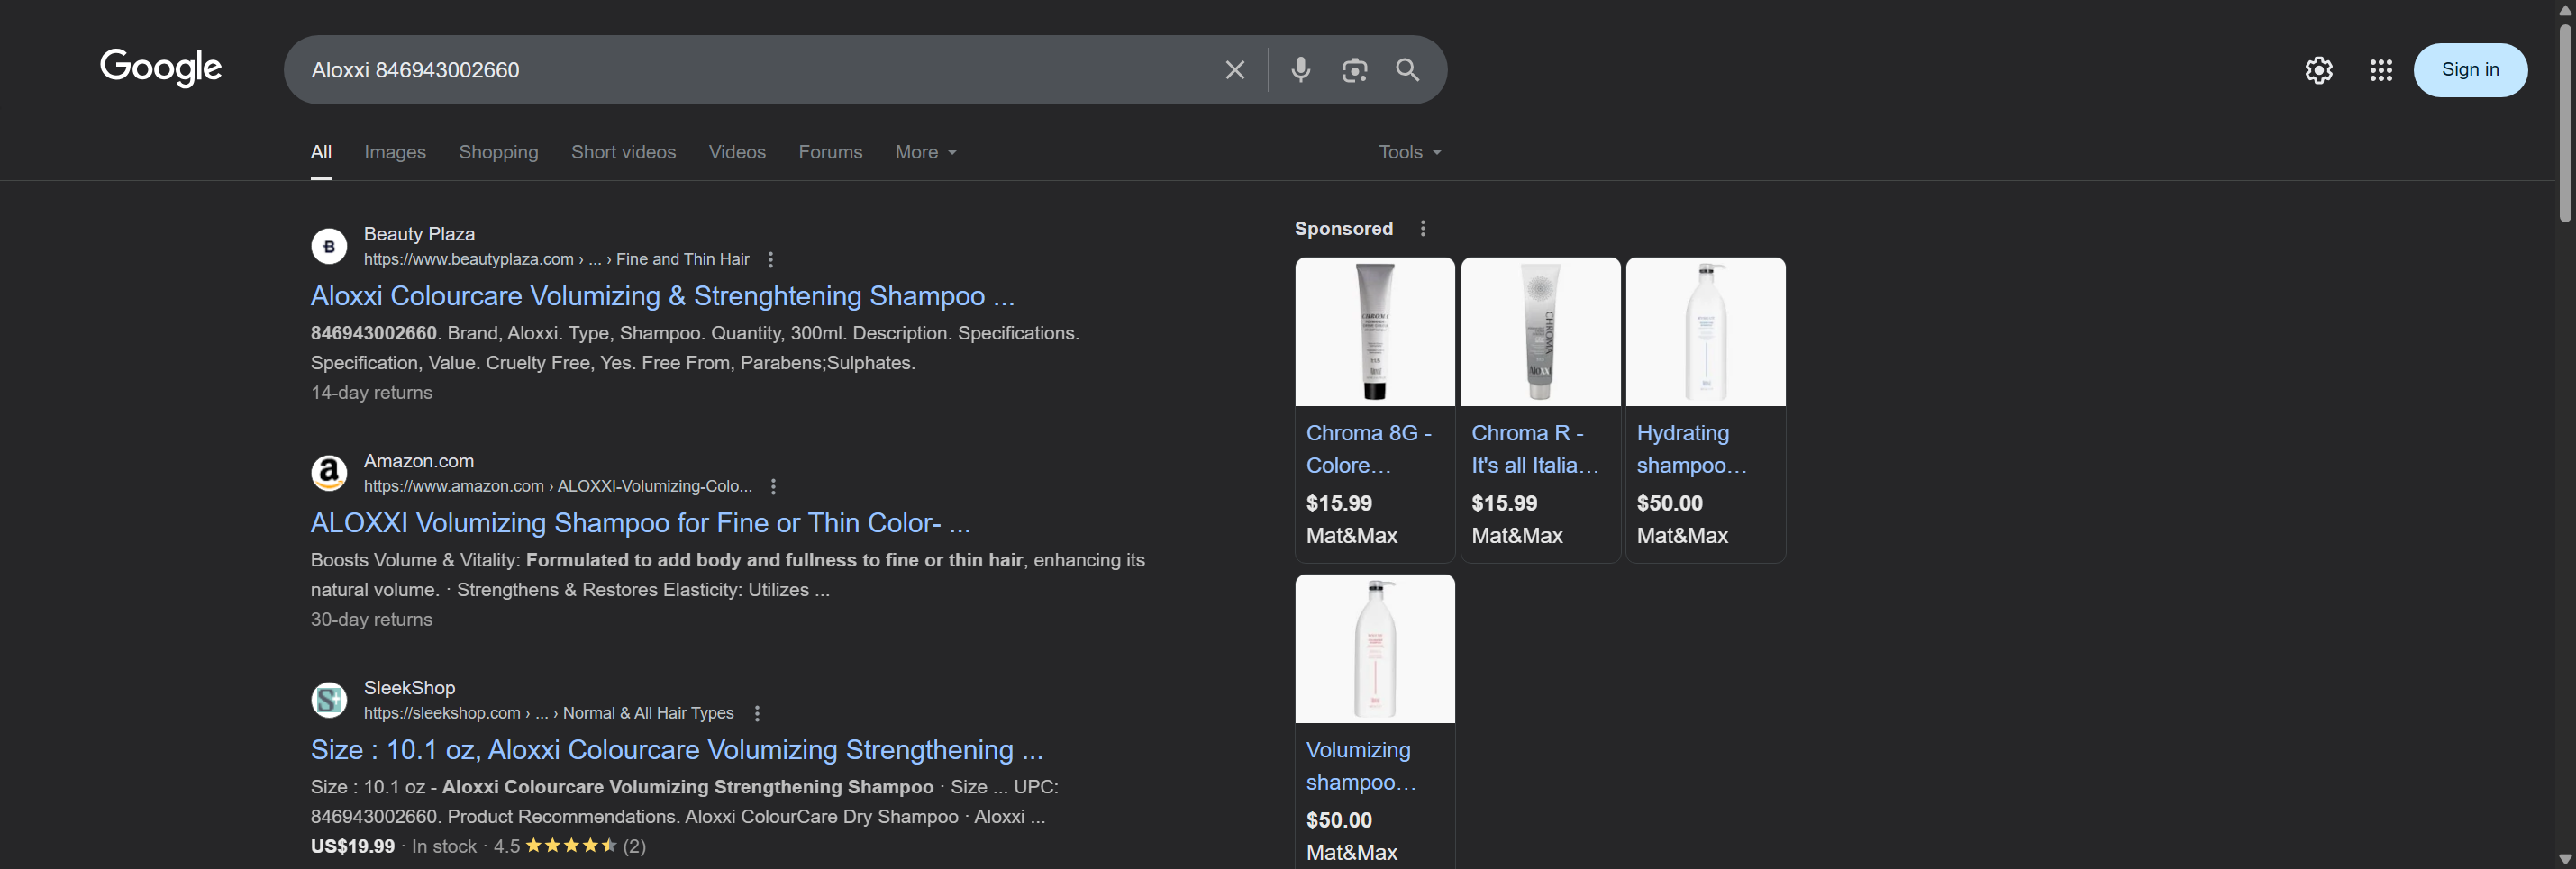 Google
Aloxxi 846943002660
Sign in
All
Images
Shopping
Short videos
Videos
Forums
More
Tools
Beauty Plaza
https://www.beautyplaza.com › ... › Fine and Thin Hair
Aloxxi Colourcare Volumizing & Strenghtening Shampoo ...
846943002660. Brand, Aloxxi. Type, Shampoo. Quantity, 300ml. Description. Specifications.
Specification, Value. Cruelty Free, Yes. Free From, Parabens;Sulphates.
14-day returns
Amazon.com
https://www.amazon.com › ALOXXI-Volumizing-Colo...
ALOXXI Volumizing Shampoo for Fine or Thin Color- ...
Boosts Volume & Vitality: Formulated to add body and fullness to fine or thin hair, enhancing its
natural volume. · Strengthens & Restores Elasticity: Utilizes ...
30-day returns
SleekShop
https://sleekshop.com › ... › Normal & All Hair Types
Size : 10.1 oz, Aloxxi Colourcare Volumizing Strengthening ...
Size : 10.1 oz - Aloxxi Colourcare Volumizing Strengthening Shampoo · Size ... UPC:
846943002660. Product Recommendations. Aloxxi ColourCare Dry Shampoo · Aloxxi ...
US$19.99 · In stock · 4.5 (2)
Sponsored
CHROMA
CHROMA
Aloxxi
Chroma 8G -
Colore...
$15.99
Mat&Max
Chroma R -
It's all Italia...
$15.99
Mat&Max
Hydrating
shampoo...
$50.00
Mat&Max
Volumizing
shampoo...
$50.00
Mat&Max